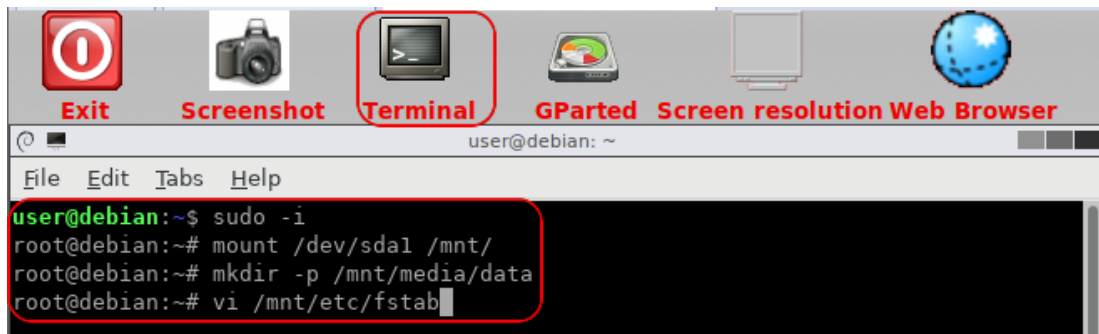 Exit Screenshot Terminal GParted Screen resolution Web Browser
user@debian: ~
File Edit Tabs Help
user@debian:~$ sudo -i
root@debian:~# mount /dev/sda1 /mnt/
root@debian:~# mkdir -p /mnt/media/data
root@debian:~# vi /mnt/etc/fstab